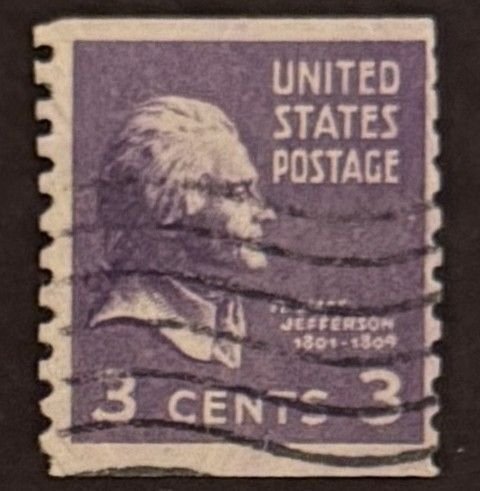 UNITED
STATES
POSTAGE
JEFFERSON
1801-1809
3 CENTS 3